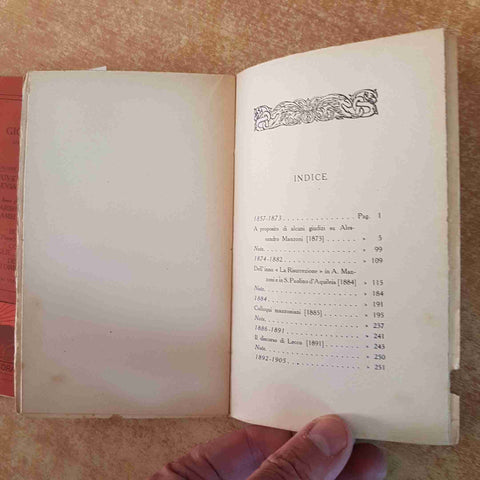 INDICE
1857-1873 . . . . . . . . . . . . . . Pag. 1
A proposito di alcuni giudizi su Ales-
sandro Manzoni [1873] . . . » 5
Note. . . . . . . . . . . . . . . » 99
1874-1882 . . . . . . . . . . . . . . » 109
Dell'inno « La Risurrezione » in A. Man-
zoni e in S. Paolino d'Aquileia [1884] » 115
Note. . . . . . . . . . . . . . . » 184
1884. . . . . . . . . . . . . . . » 191
Colloqui manzoniani [1885] . . . . . » 195
Note. . . . . . . . . . . . . . . » 237
1886-1891 . . . . . . . . . . . . . . » 241
Il discorso di Lecco [1891] . . . . . » 245
Note. . . . . . . . . . . . . . . » 250
1892-1905 . . . . . . . . . . . . . . » 251